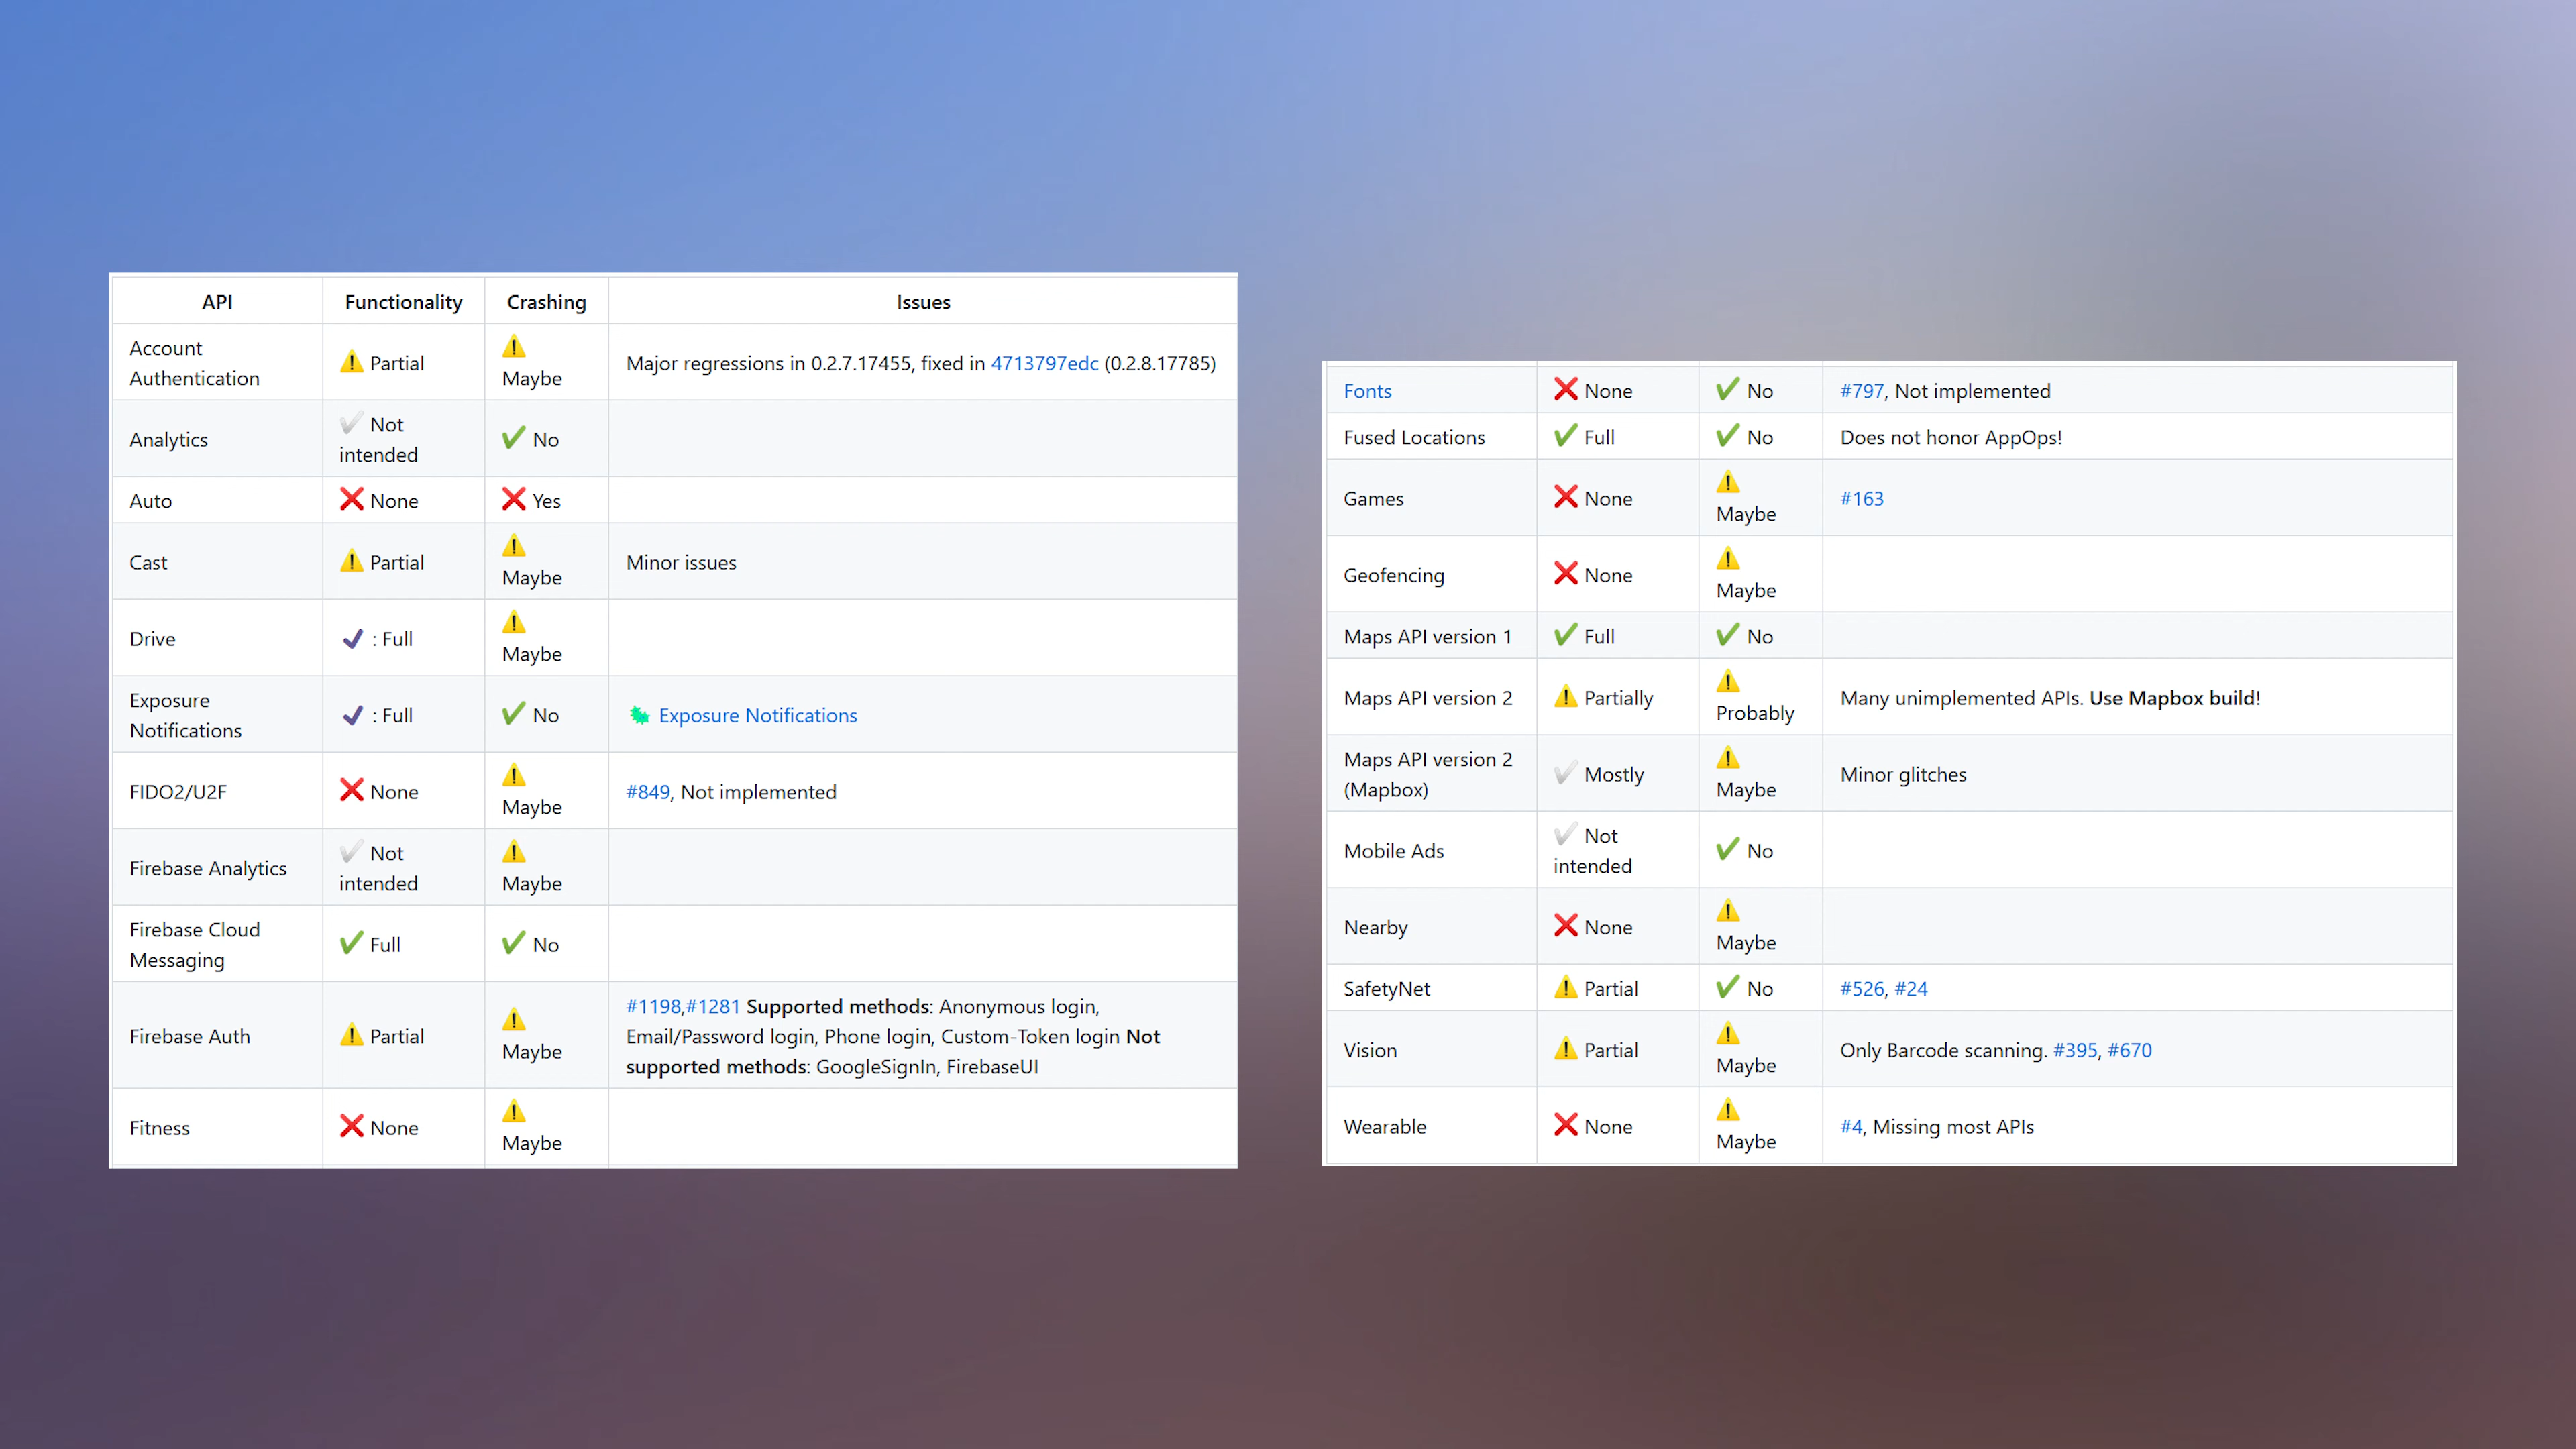 API Functionality Crashing Issues
Account Authentication ⚠️ Partial ⚠️ Maybe Major regressions in 0.2.7.17455, fixed in 4713797edc (0.2.8.17785)
Analytics ✔️ Not intended ✔️ No
Auto ❌ None ❌ Yes
Cast ⚠️ Partial ⚠️ Maybe Minor issues
Drive ✔️ : Full ⚠️ Maybe
Exposure Notifications ✔️ : Full ✔️ No Exposure Notifications
FIDO2/U2F ❌ None ⚠️ Maybe #849, Not implemented
Firebase Analytics ✔️ Not intended ⚠️ Maybe
Firebase Cloud Messaging ✔️ Full ✔️ No
Firebase Auth ⚠️ Partial ⚠️ Maybe #1198,#1281 Supported methods: Anonymous login, Email/Password login, Phone login, Custom-Token login Not supported methods: GoogleSignIn, FirebaseUI
Fitness ❌ None ⚠️ Maybe
Fonts ❌ None ✔️ No #797, Not implemented
Fused Locations ✔️ Full ✔️ No Does not honor AppOps!
Games ❌ None ⚠️ Maybe #163
Geofencing ❌ None ⚠️ Maybe
Maps API version 1 ✔️ Full ✔️ No
Maps API version 2 ⚠️ Partially ⚠️ Probably Many unimplemented APIs. Use Mapbox build!
Maps API version 2 (Mapbox) ✔️ Mostly ⚠️ Maybe Minor glitches
Mobile Ads ✔️ Not intended ✔️ No
Nearby ❌ None ⚠️ Maybe
SafetyNet ⚠️ Partial ✔️ No #526, #24
Vision ⚠️ Partial ⚠️ Maybe Only Barcode scanning. #395, #670
Wearable ❌ None ⚠️ Maybe #4, Missing most APIs